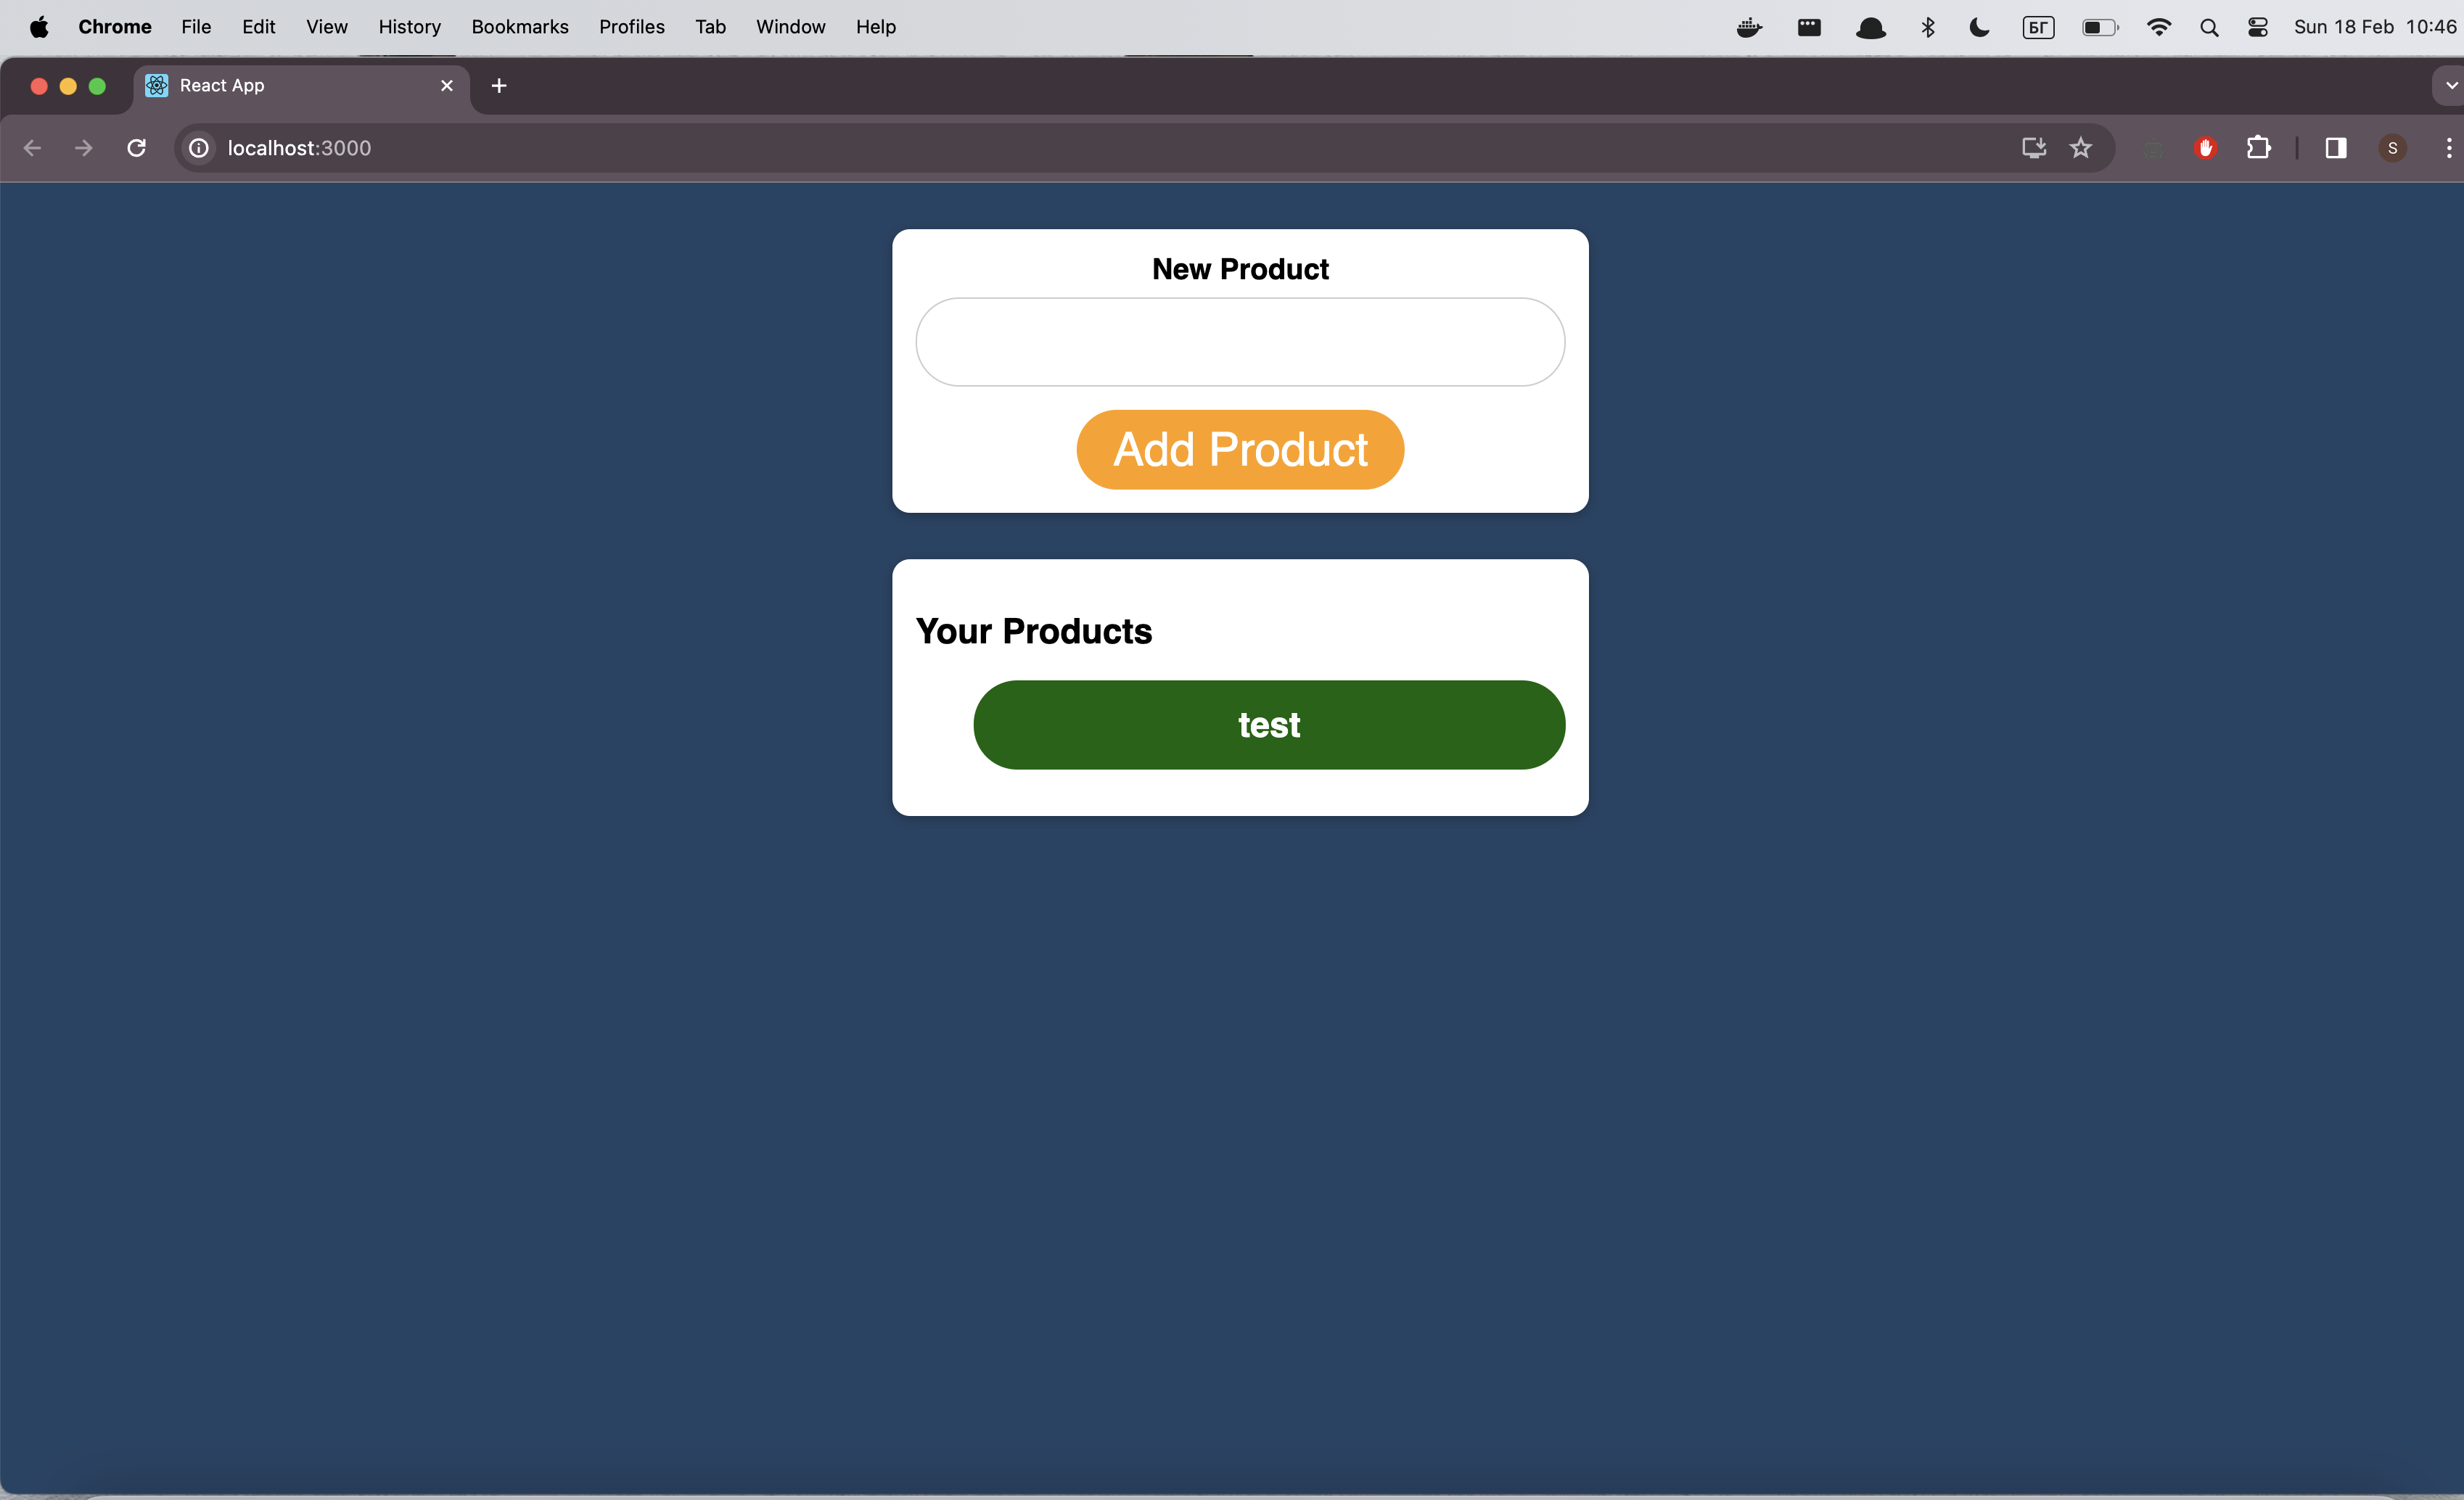 Chrome File Edit View History Bookmarks Profiles Tab Window Help БГ Sun 18 Feb 10:46
React App
localhost:3000 S
New Product
Add Product
Your Products
test